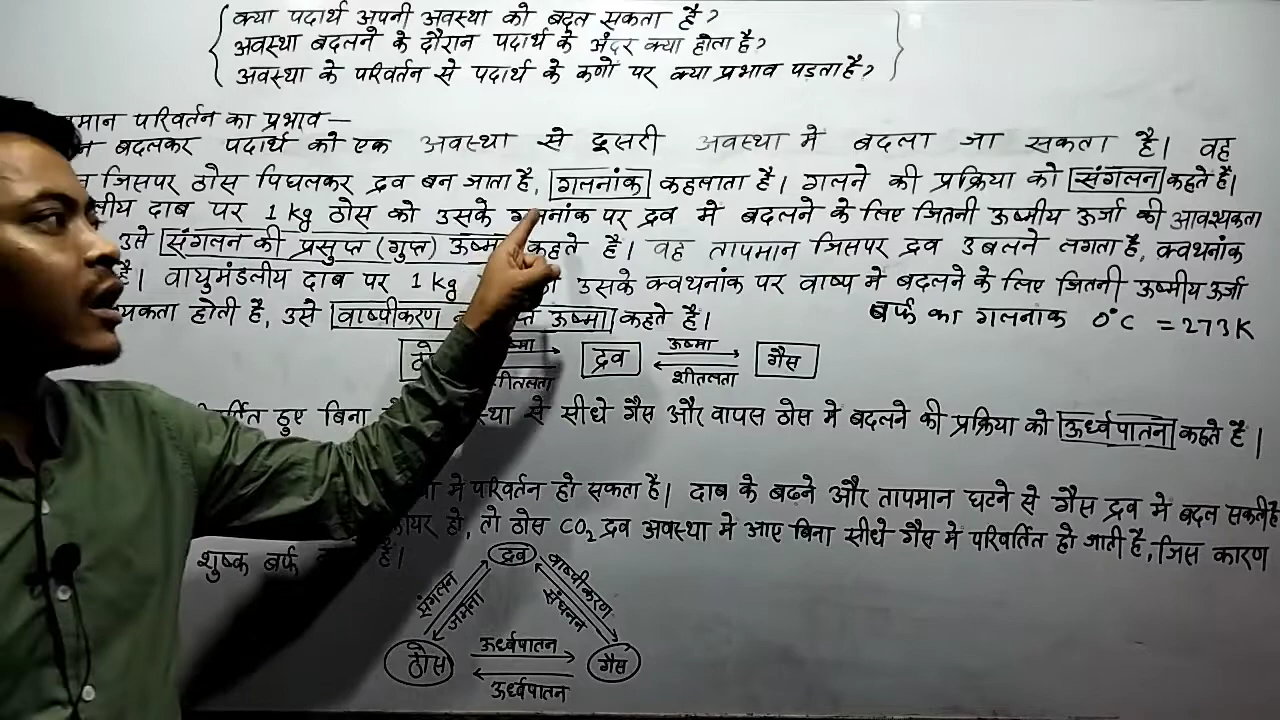 क्या पदार्थ अपनी अवस्था को बदल सकता है?
अवस्था बदलने के दौरान पदार्थ के अंदर क्या होता है?
अवस्था के परिवर्तन से पदार्थ के कणों पर क्या प्रभाव पड़ता है?
परिवर्तन का प्रभाव —
बदलकर पदार्थ को एक अवस्था से दूसरी अवस्था मे बदला जा सकता है। वह
जिसपर ठोस पिघलकर द्रव बन जाता है, गलनांक कहलाता है। गलने की प्रक्रिया को संगलन कहते हैं।
दाब पर 1 kg ठोस को उसके गलनांक पर द्रव मे बदलने के लिए जितनी ऊष्मीय ऊर्जा की आवश्यकता
उसे संगलन की प्रसुप्त (गुप्त) ऊष्मा कहते है। वह तापमान जिसपर द्रव उबलने लगता है, क्वथनांक
है। वायुमंडलीय दाब पर 1 kg उसके क्वथनांक पर वाष्प मे बदलने के लिए जितनी ऊष्मीय ऊर्जा
होती है, उसे वाष्पीकरण ऊष्मा कहते है।
बर्फ का गलनांक 0°C = 273K
द्रव ऊष्मा शीतलता गैस
हुए बिना से सीधे गैस और वापस ठोस मे बदलने की प्रक्रिया को ऊर्ध्वपातन कहते है।
मे परिवर्तन हो सकता है। दाब के बढने और तापमान घटने से गैस द्रव मे बदल सकती है
हो, तो ठोस CO₂ द्रव अवस्था मे आए बिना सीधे गैस मे परिवर्तित हो जाती है, जिस कारण
शुष्क बर्फ है।
द्रव
संगलन जमना वाष्पीकरण संघनन
ठोस ऊर्ध्वपातन गैस
ऊर्ध्वपातन